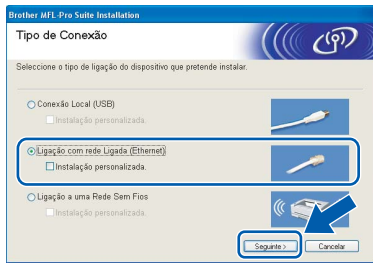 Brother MFL-Pro Suite Installation
Tipo de Conexão
Seleccione o tipo de ligação do dispositivo que pretende instalar.
Conexão Local (USB)
Instalação personalizada.
Ligação com rede Ligada (Ethernet)
Instalação personalizada.
Ligação a uma Rede Sem Fios
Instalação personalizada.
Seguinte > Cancelar